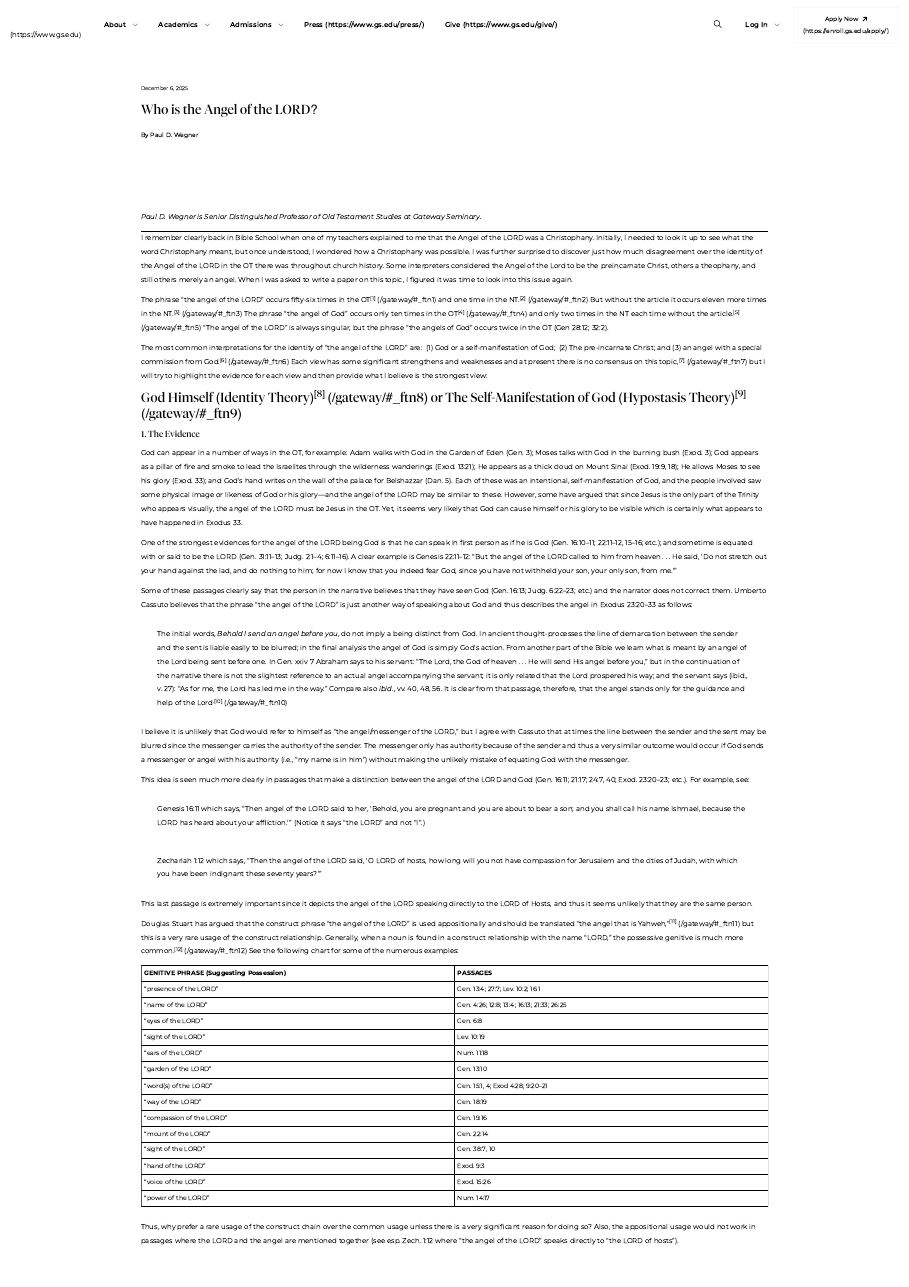 (https://www.gs.edu)
About
Academics
Admissions
Press (https://www.gs.edu/press/)
Give (https://www.gs.edu/give/)
Log In
Apply Now
(https://enroll.gs.edu/apply/)
December 6, 2025
Who is the Angel of the LORD?
By Paul D. Wegner
Paul D. Wegner is Senior Distinguished Professor of Old Testament Studies at Gateway Seminary.
I remember clearly back in Bible School when one of my teachers explained to me that the Angel of the LORD was a Christophany. Initially, I needed to look it up to see what the
word Christophany meant, but once understood, I wondered how a Christophany was possible. I was further surprised to discover just how much disagreement over the identity of
the Angel of the LORD in the OT there was throughout church history. Some interpreters considered the Angel of the Lord to be the preincarnate Christ, others a theophany, and
still others merely an angel. When I was asked to write a paper on this topic, I figured it was time to look into this issue again.
The phrase "the angel of the LORD" occurs fifty-six times in the OT[1] (/gateway/#_ftn1) and one time in the NT.[2] (/gateway/#_ftn2) But without the article it occurs eleven more times
in the NT.[3] (/gateway/#_ftn3) The phrase "the angel of God" occurs only ten times in the OT[4] (/gateway/#_ftn4) and only two times in the NT each time without the article.[5]
(/gateway/#_ftn5) "The angel of the LORD" is always singular, but the phrase "the angels of God" occurs twice in the OT (Gen 28:12; 32:2).
The most common interpretations for the identity of "the angel of the LORD" are: (1) God or a self-manifestation of God; (2) The pre-incarnate Christ; and (3) an angel with a special
commission from God.[6] (/gateway/#_ftn6) Each view has some significant strengthens and weaknesses and at present there is no consensus on this topic,[7] (/gateway/#_ftn7) but I
will try to highlight the evidence for each view and then provide what I believe is the strongest view:
God Himself (Identity Theory)[8] (/gateway/#_ftn8) or The Self-Manifestation of God (Hypostasis Theory)[9]
(/gateway/#_ftn9)
1. The Evidence
God can appear in a number of ways in the OT, for example: Adam walks with God in the Garden of Eden (Gen. 3); Moses talks with God in the burning bush (Exod. 3); God appears
as a pillar of fire and smoke to lead the Israelites through the wilderness wanderings (Exod. 13:21); He appears as a thick cloud on Mount Sinai (Exod. 19:9, 18); He allows Moses to see
his glory (Exod. 33); and God's hand writes on the wall of the palace for Belshazzar (Dan. 5). Each of these was an intentional, self-manifestation of God, and the people involved saw
some physical image or likeness of God or his glory—and the angel of the LORD may be similar to these. However, some have argued that since Jesus is the only part of the Trinity
who appears visually, the angel of the LORD must be Jesus in the OT. Yet, it seems very likely that God can cause himself or his glory to be visible which is certainly what appears to
have happened in Exodus 33.
One of the strongest evidences for the angel of the LORD being God is that he can speak in first person as if he is God (Gen. 16:10–11; 22:11–12, 15–16; etc.); and sometime is equated
with or said to be the LORD (Gen. 31:11–13; Judg. 2:1–4; 6:11–16). A clear example is Genesis 22:11–12: "But the angel of the LORD called to him from heaven. . . He said, 'Do not stretch out
your hand against the lad, and do nothing to him; for now I know that you indeed fear God, since you have not withheld your son, your only son, from me.'"
Some of these passages clearly say that the person in the narrative believes that they have seen God (Gen. 16:13; Judg. 6:22–23; etc.) and the narrator does not correct them. Umberto
Cassuto believes that the phrase "the angel of the LORD" is just another way of speaking about God and thus describes the angel in Exodus 23:20–33 as follows:
The initial words, Behold I send an angel before you, do not imply a being distinct from God. In ancient thought-processes the line of demarcation between the sender
and the sent is liable easily to be blurred; in the final analysis the angel of God is simply God's action. From another part of the Bible we learn what is meant by an angel of
the Lord being sent before one. In Gen. xxiv 7 Abraham says to his servant: "The Lord, the God of heaven . . . He will send His angel before you," but in the continuation of
the narrative there is not the slightest reference to an actual angel accompanying the servant; it is only related that the Lord prospered his way; and the servant says (ibid.,
v. 27): "As for me, the Lord has led me in the way." Compare also ibid., vv. 40, 48, 56. It is clear from that passage, therefore, that the angel stands only for the guidance and
help of the Lord·[10] (/gateway/#_ftn10)
I believe it is unlikely that God would refer to himself as "the angel/messenger of the LORD," but I agree with Cassuto that at times the line between the sender and the sent may be
blurred since the messenger carries the authority of the sender. The messenger only has authority because of the sender and thus a very similar outcome would occur if God sends
a messenger or angel with his authority (i.e., "my name is in him") without making the unlikely mistake of equating God with the messenger.
This idea is seen much more clearly in passages that make a distinction between the angel of the LORD and God (Gen. 16:11; 21:17; 24:7, 40; Exod. 23:20–23; etc.). For example, see:
Genesis 16:11 which says, "Then angel of the LORD said to her, 'Behold, you are pregnant and you are about to bear a son; and you shall call his name Ishmael, because the
LORD has heard about your affliction.'" (Notice it says "the LORD" and not "I".)
Zechariah 1:12 which says, "Then the angel of the LORD said, 'O LORD of hosts, how long will you not have compassion for Jerusalem and the cities of Judah, with which
you have been indignant these seventy years?'"
This last passage is extremely important since it depicts the angel of the LORD speaking directly to the LORD of Hosts, and thus it seems unlikely that they are the same person.
Douglas Stuart has argued that the construct phrase "the angel of the LORD" is used appositionally and should be translated "the angel that is Yahweh,"[11] (/gateway/#_ftn11) but
this is a very rare usage of the construct relationship. Generally, when a noun is found in a construct relationship with the name "LORD," the possessive genitive is much more
common.[12] (/gateway/#_ftn12) See the following chart for some of the numerous examples:
GENITIVE PHRASE (Suggesting Possession) PASSAGES
"presence of the LORD" Gen. 13:4; 27:7; Lev. 10:2; 16:1
"name of the LORD" Gen. 4:26; 12:8; 13:4; 16:13; 21:33; 26:25
"eyes of the LORD" Gen. 6:8
"sight of the LORD" Lev. 10:19
"ears of the LORD" Num. 11:18
"garden of the LORD" Gen. 13:10
"word(s) of the LORD" Gen. 15:1, 4; Exod 4:28; 9:20–21
"way of the LORD" Gen. 18:19
"compassion of the LORD" Gen. 19:16
"mount of the LORD" Gen. 22:14
"sight of the LORD" Gen. 38:7, 10
"hand of the LORD" Exod. 9:3
"voice of the LORD" Exod. 15:26
"power of the LORD" Num. 14:17
Thus, why prefer a rare usage of the construct chain over the common usage unless there is a very significant reason for doing so? Also, the appositional usage would not work in
passages where the LORD and the angel are mentioned together (see esp. Zech. 1:12 where "the angel of the LORD" speaks directly to "the LORD of hosts").